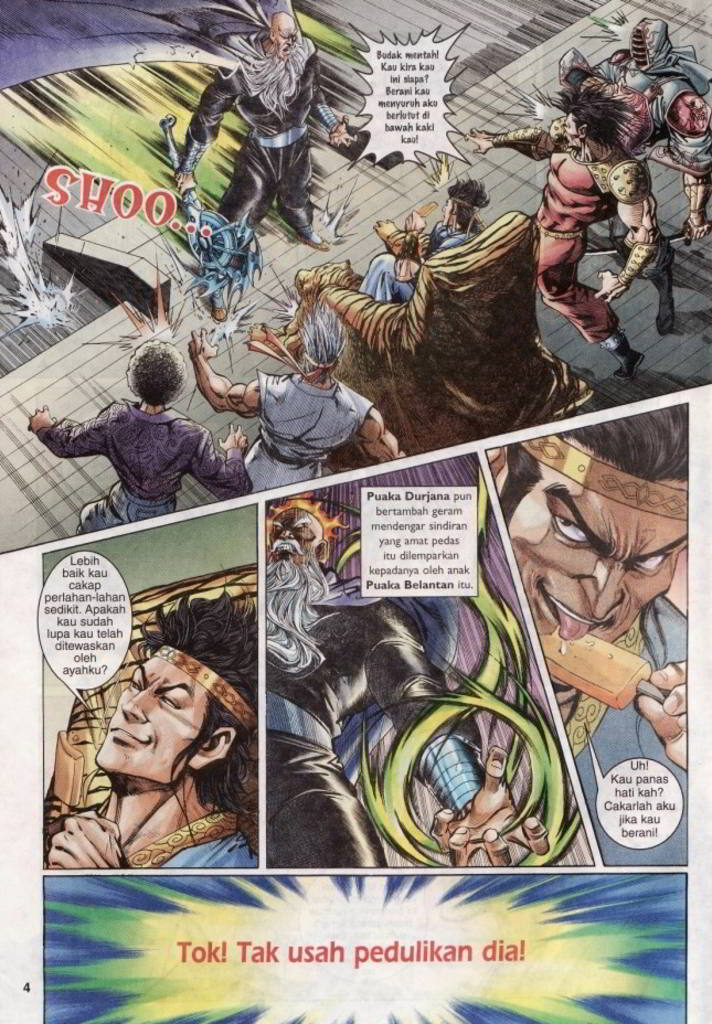 Budak mentah!
Kau kira kau
ini siapa?
Berani kau
menyuruh aku
berlutut di
bawah kaki
kau!
SHOO...
Lebih
baik kau
cakap
perlahan-lahan
sedikit. Apakah
kau sudah
lupa kau telah
ditewaskan
oleh
ayahku?
Puaka Durjana pun
bertambah geram
mendengar sindiran
yang amat pedas
itu dilemparkan
kepadanya oleh anak
Puaka Belantan itu.
Uh!
Kau panas
hati kah?
Cakarlah aku
jika kau
berani!
Tok! Tak usah pedulikan dia!
4